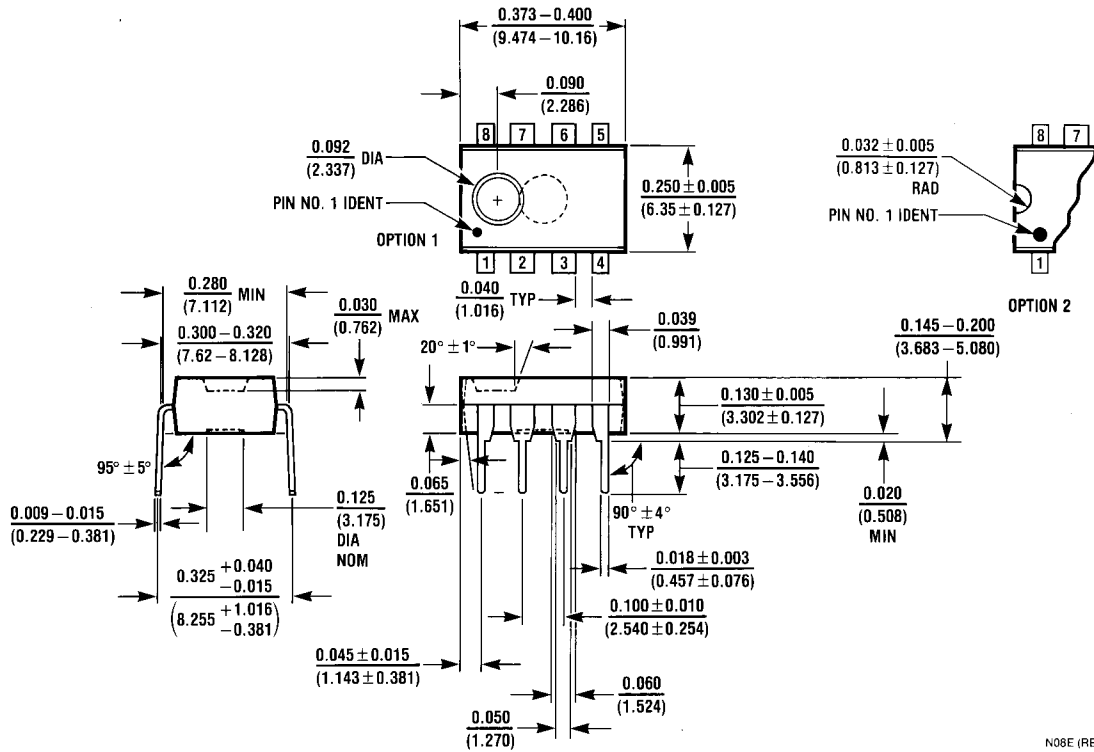 0.373 – 0.400
(9.474 – 10.16)
0.090
(2.286)
8 7 6 5
0.092 DIA
(2.337)
PIN NO. 1 IDENT
OPTION 1
0.250 ± 0.005
(6.35 ± 0.127)
1 2 3 4
8 7
0.032 ± 0.005
(0.813 ± 0.127)
RAD
PIN NO. 1 IDENT
1
OPTION 2
0.280 MIN
(7.112)
0.300 – 0.320
(7.62 – 8.128)
0.030 MAX
(0.762)
0.040 TYP
(1.016)
0.039
(0.991)
20° ± 1°
0.145 – 0.200
(3.683 – 5.080)
0.130 ± 0.005
(3.302 ± 0.127)
0.125 – 0.140
(3.175 – 3.556)
0.020
(0.508)
MIN
95° ± 5°
0.009 – 0.015
(0.229 – 0.381)
0.125
(3.175)
DIA
NOM
0.065
(1.651)
90° ± 4°
TYP
0.325 +0.040
-0.015
(8.255 +1.016
-0.381)
0.018 ± 0.003
(0.457 ± 0.076)
0.100 ± 0.010
(2.540 ± 0.254)
0.045 ± 0.015
(1.143 ± 0.381)
0.060
(1.524)
0.050
(1.270)
N08E (RE